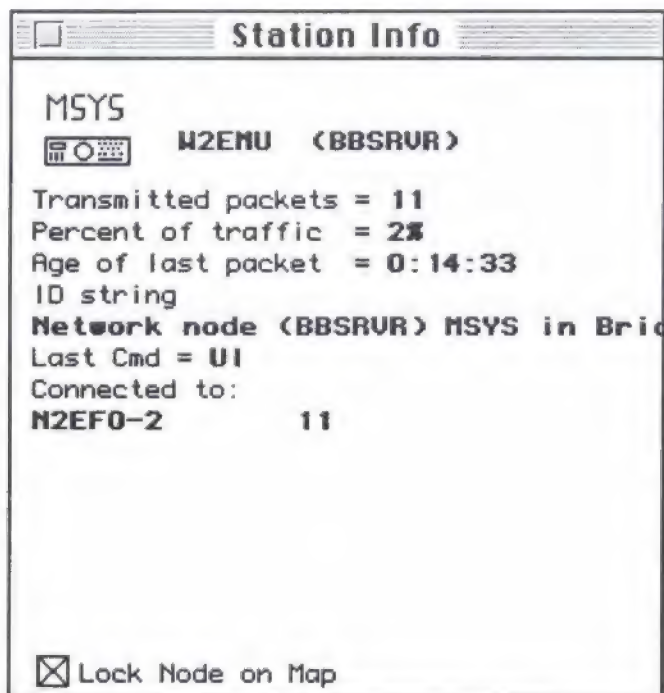 Station Info
MSYS
W2EMU (BBSRVR)
Transmitted packets = 11
Percent of traffic = 2%
Age of last packet = 0:14:33
ID string
Network node (BBSRVR) MSYS in Bric
Last Cmd = UI
Connected to:
N2EFO-2 11
Lock Node on Map